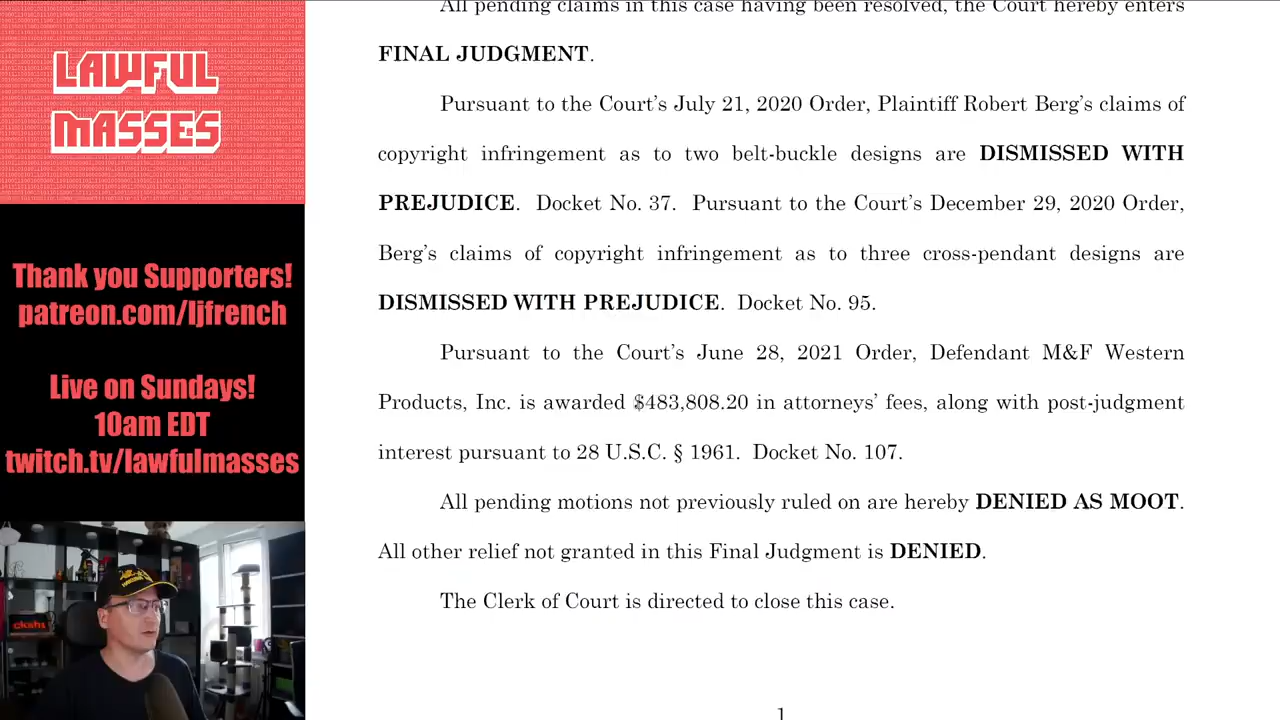 LAWFUL
MASSES
Thank you Supporters!
patreon.com/ljfrench
Live on Sundays!
10am EDT
twitch.tv/lawfulmasses
All pending claims in this case having been resolved, the Court hereby enters
FINAL JUDGMENT.
Pursuant to the Court's July 21, 2020 Order, Plaintiff Robert Berg's claims of
copyright infringement as to two belt-buckle designs are DISMISSED WITH
PREJUDICE. Docket No. 37. Pursuant to the Court's December 29, 2020 Order,
Berg's claims of copyright infringement as to three cross-pendant designs are
DISMISSED WITH PREJUDICE. Docket No. 95.
Pursuant to the Court's June 28, 2021 Order, Defendant M&F Western
Products, Inc. is awarded $483,808.20 in attorneys' fees, along with post-judgment
interest pursuant to 28 U.S.C. § 1961. Docket No. 107.
All pending motions not previously ruled on are hereby DENIED AS MOOT.
All other relief not granted in this Final Judgment is DENIED.
The Clerk of Court is directed to close this case.
1